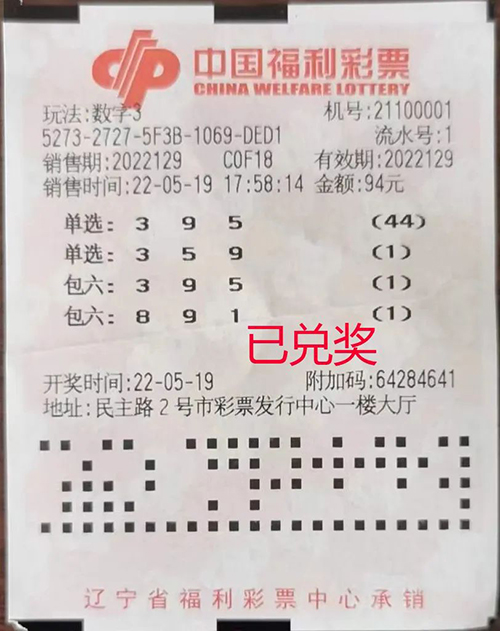 中国福利彩票
CHINA WELFARE LOTTERY
玩法:数字3 机号:21100001
5273-2727-5F3B-1069-DED1 流水号:1
销售期:2022129 C0F18 有效期:2022129
销售时间:22-05-19 17:58:14 金额:94元
单选: 3 9 5 (44)
单选: 3 5 9 (1)
包六: 3 9 5 (1)
包六: 8 9 1 (1)
已兑奖
开奖时间:22-05-19 附加码:64284641
地址:民主路2号市彩票发行中心一楼大厅
辽宁省福利彩票中心承销